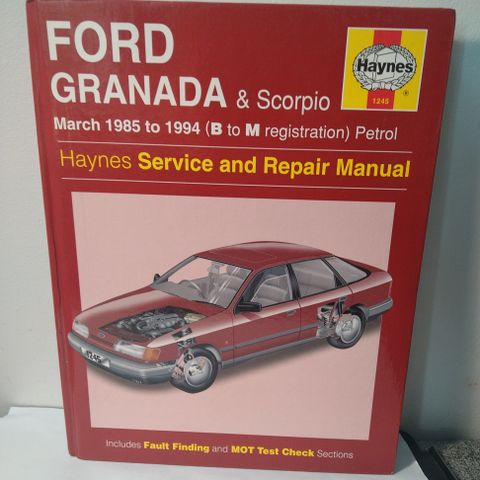 FORD
GRANADA & Scorpio
Haynes
1245
®
March 1985 to 1994 (B to M registration) Petrol
Haynes Service and Repair Manual
1245
Includes Fault Finding and MOT Test Check Sections